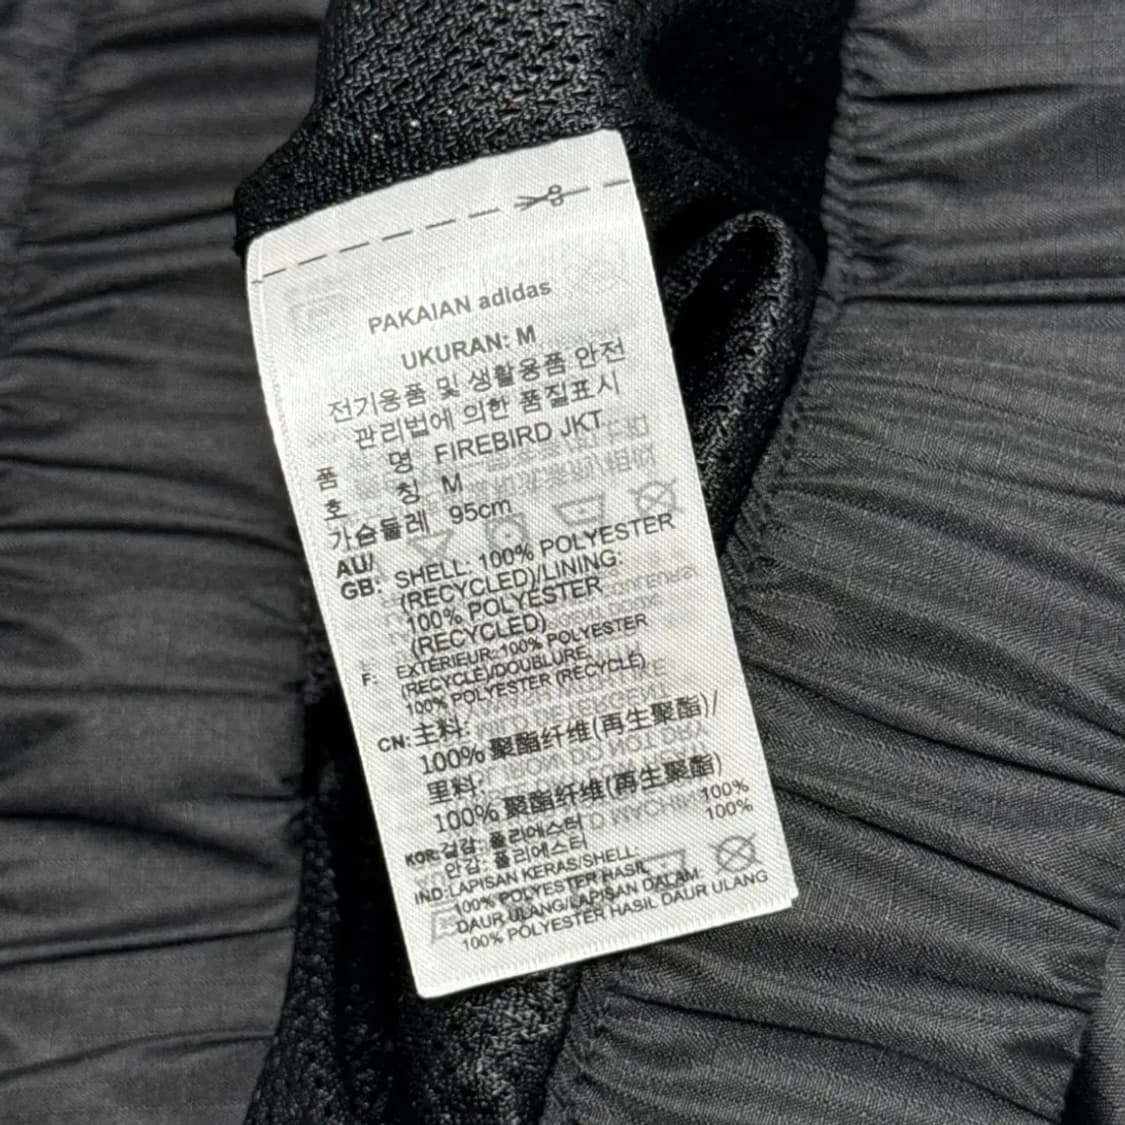 PAKAIAN adidas
UKURAN: M
전기용품 및 생활용품 안전
관리법에 의한 품질표시
품 명 FIREBIRD JKT
호 칭 M
가슴둘레 95cm
AU/
GB: SHELL: 100% POLYESTER
(RECYCLED)/LINING:
100% POLYESTER
(RECYCLED)
F: EXTÉRIEUR: 100% POLYESTER
(RECYCLÉ)/DOUBLURE:
100% POLYESTER (RECYCLÉ)
CN: 主料:
100% 聚酯纤维(再生聚酯)/
里料:
100% 聚酯纤维(再生聚酯)
KOR: 겉감: 폴리에스터 100%
안감: 폴리에스터 100%
IND: LAPISAN KERAS/SHELL:
100% POLYESTER HASIL
DAUR ULANG/LAPISAN DALAM:
100% POLYESTER HASIL DAUR ULANG